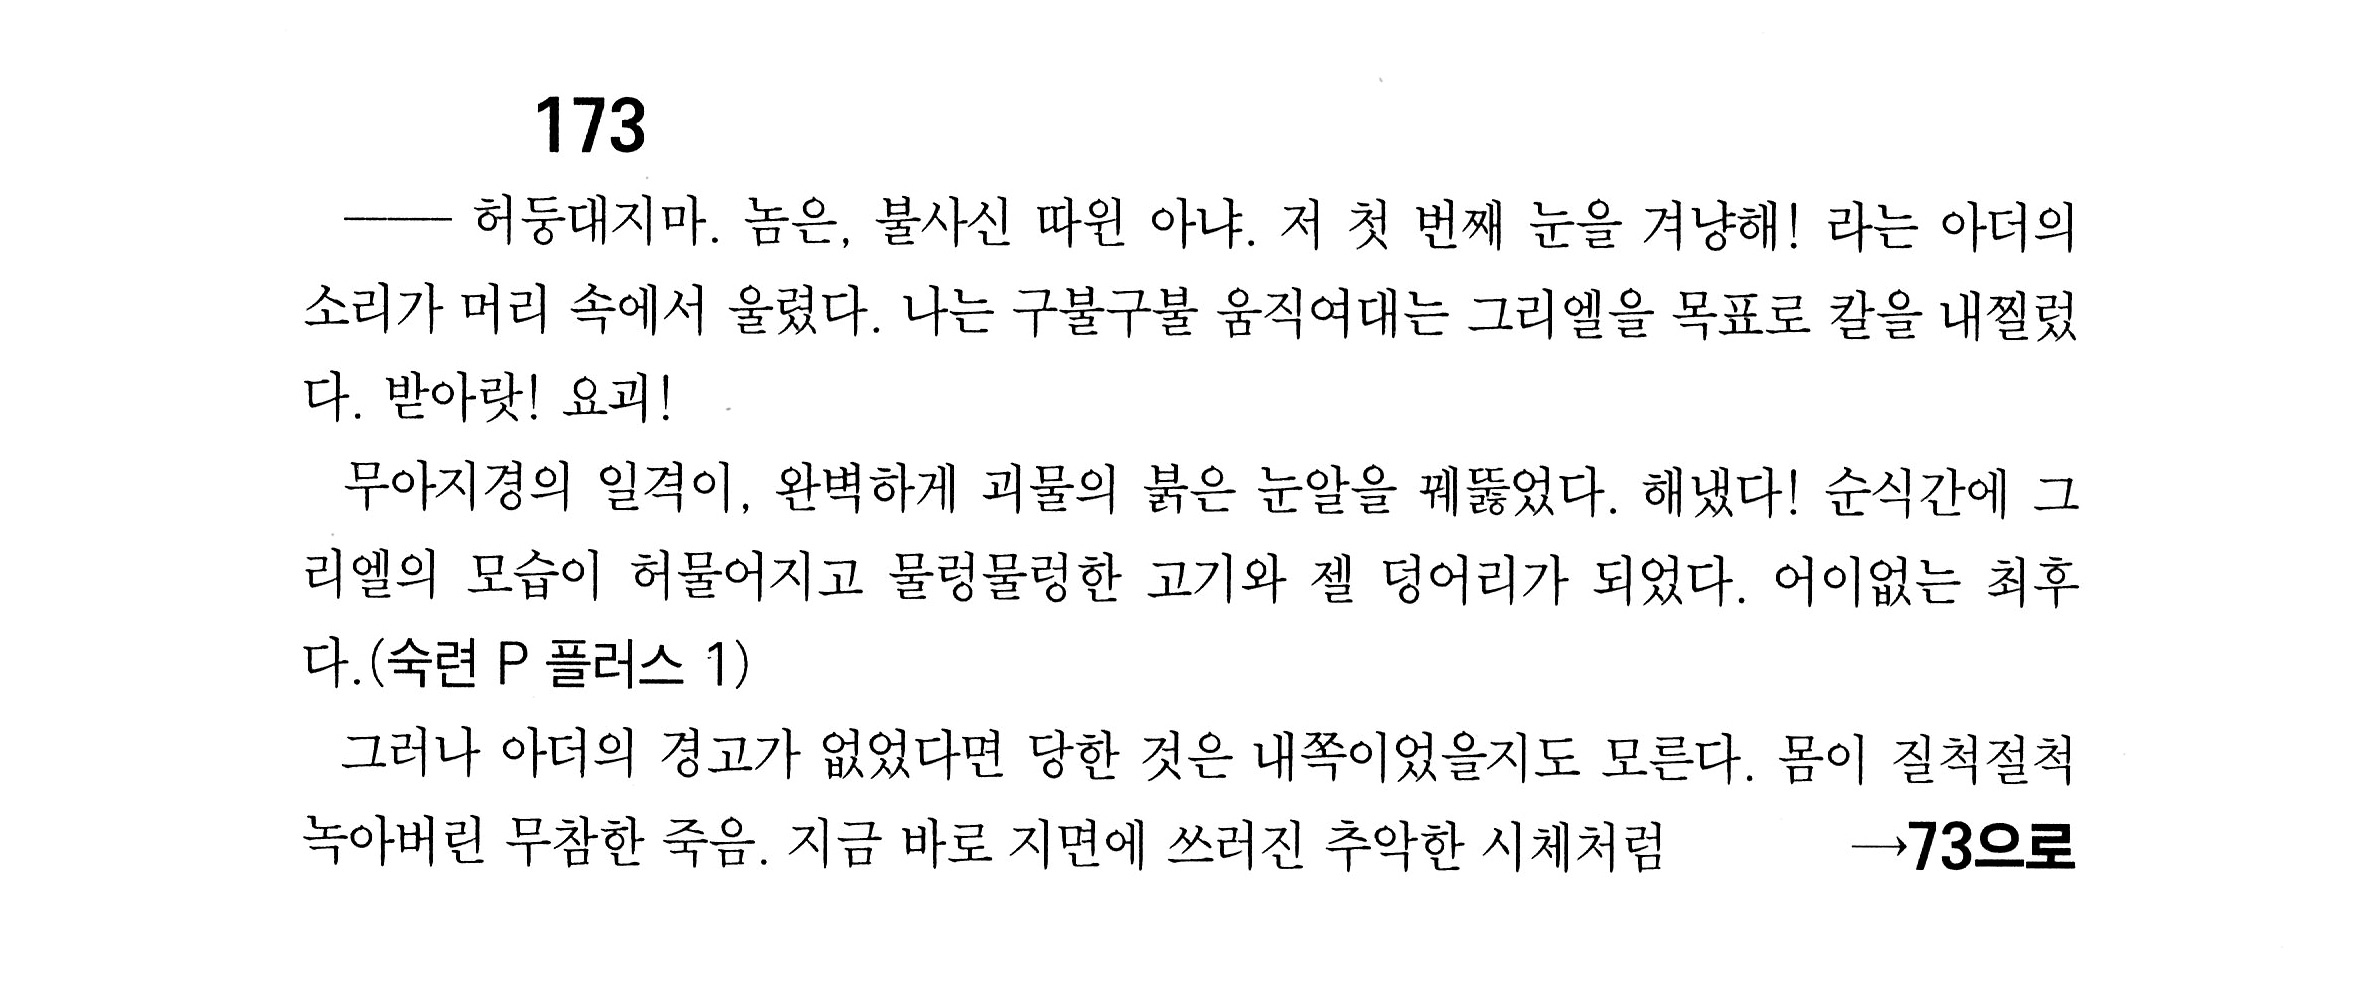 173
—— 허둥대지마. 놈은, 불사신 따윈 아냐. 저 첫 번째 눈을 겨냥해! 라는 아더의
소리가 머리 속에서 울렸다. 나는 구불구불 움직여대는 그리엘을 목표로 칼을 내찔렀
다. 받아랏! 요괴!
무아지경의 일격이, 완벽하게 괴물의 붉은 눈알을 꿰뚫었다. 해냈다! 순식간에 그
리엘의 모습이 허물어지고 물렁물렁한 고기와 젤 덩어리가 되었다. 어이없는 최후
다.(숙련 P 플러스 1)
그러나 아더의 경고가 없었다면 당한 것은 내쪽이었을지도 모른다. 몸이 질척절척
녹아버린 무참한 죽음. 지금 바로 지면에 쓰러진 추악한 시체처럼 →73으로